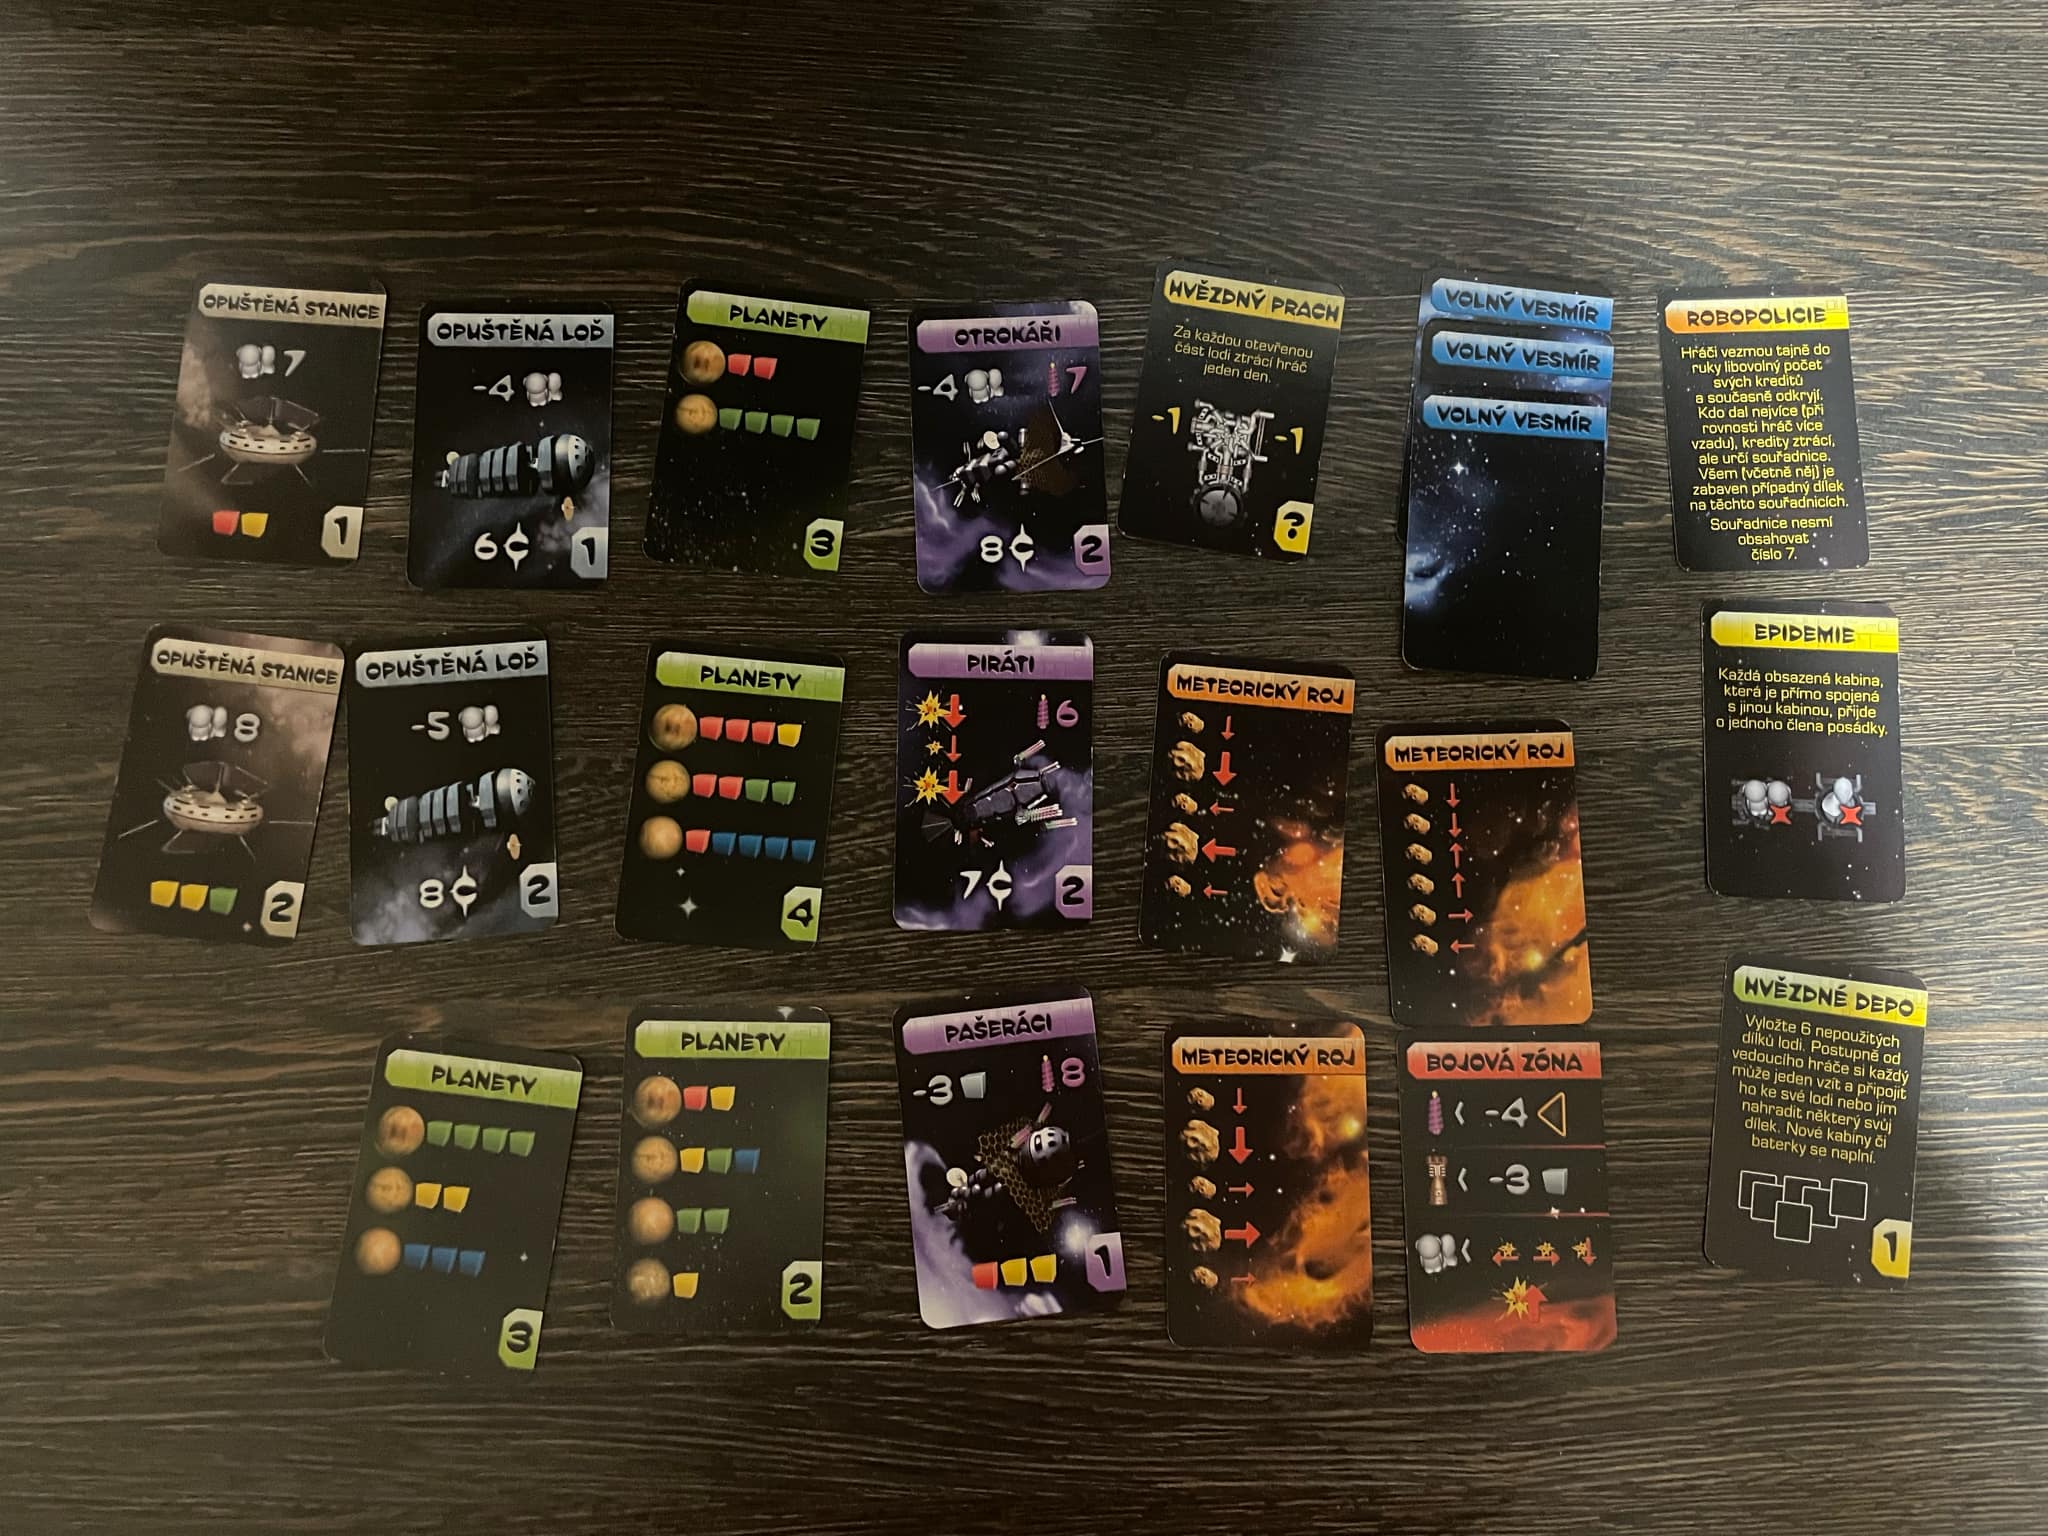 OPUŠTĚNÁ STANICE
7
1
OPUŠTĚNÁ LOĎ
-4
6
1
PLANETY
3
OTROKÁŘI
-4 7
8 2
HVĚZDNÝ PRACH
Za každou otevřenou
část lodi ztrácí hráč
jeden den.
-1 -1
?
VOLNÝ VESMÍR
VOLNÝ VESMÍR
VOLNÝ VESMÍR
ROBOPOLICIE
Hráči vezmou tajně do
ruky libovolný počet
svých kreditů
a současně odkryjí.
Kdo dal nejvíce (při
rovnosti hráč více
vzadu), kredity ztrácí,
ale určí souřadnice.
Všem (včetně něj) je
zabaven případný dílek
na těchto souřadnicích.
Souřadnice nesmí
obsahovat
číslo 7.
OPUŠTĚNÁ STANICE
8
2
OPUŠTĚNÁ LOĎ
-5
8 2
PLANETY
4
PIRÁTI
6
7 2
METEORICKÝ ROJ
METEORICKÝ ROJ
EPIDEMIE
Každá obsazená kabina,
která je přímo spojená
s jinou kabinou, přijde
o jednoho člena posádky.
PLANETY
3
PLANETY
2
PAŠERÁCI
-3 8
1
METEORICKÝ ROJ
BOJOVÁ ZÓNA
< -4
< -3
<
HVĚZDNÉ DEPO
Vyložte 6 nepoužitých
dílků lodi. Postupně od
vedoucího hráče si každý
může jeden vzít a připojit
ho ke své lodi nebo jím
nahradit některý svůj
dílek. Nové kabiny či
baterky se naplní.
1